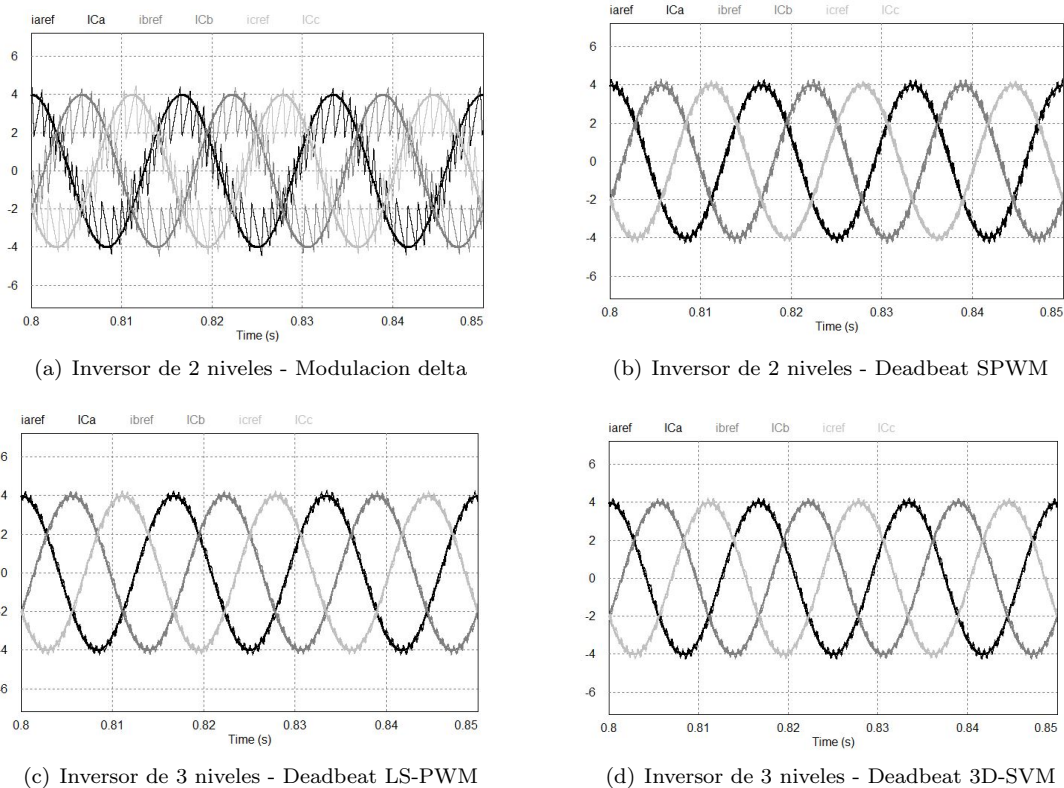 iaref ICa ibref ICb icref ICc
6
4
2
0
-2
-4
-6
0.8 0.81 0.82 0.83 0.84 0.85
Time (s)
(a) Inversor de 2 niveles - Modulacion delta
iaref ICa ibref ICb icref ICc
6
4
2
0
-2
-4
-6
0.8 0.81 0.82 0.83 0.84 0.85
Time (s)
(b) Inversor de 2 niveles - Deadbeat SPWM
iaref ICa ibref ICb icref ICc
6
4
2
0
-2
-4
-6
0.8 0.81 0.82 0.83 0.84 0.85
Time (s)
(c) Inversor de 3 niveles - Deadbeat LS-PWM
iaref ICa ibref ICb icref ICc
6
4
2
0
-2
-4
-6
0.8 0.81 0.82 0.83 0.84 0.85
Time (s)
(d) Inversor de 3 niveles - Deadbeat 3D-SVM